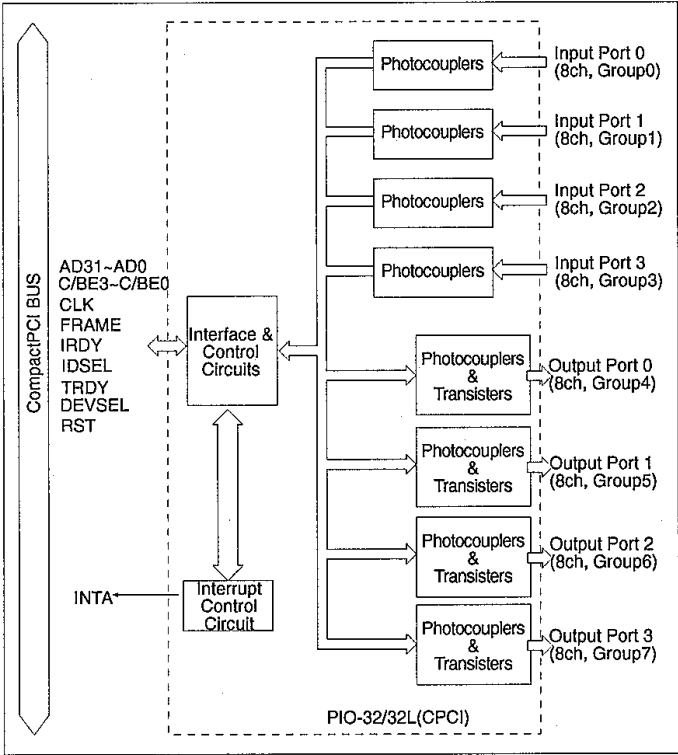 CompactPCI BUS
AD31~AD0
C/BE3~C/BE0
CLK
FRAME
IRDY
IDSEL
TRDY
DEVSEL
RST
INTA
Interface &
Control
Circuits
Interrupt
Control
Circuit
Photocouplers
Input Port 0
(8ch, Group0)
Photocouplers
Input Port 1
(8ch, Group1)
Photocouplers
Input Port 2
(8ch, Group2)
Photocouplers
Input Port 3
(8ch, Group3)
Photocouplers
&
Transisters
Output Port 0
(8ch, Group4)
Photocouplers
&
Transisters
Output Port 1
(8ch, Group5)
Photocouplers
&
Transisters
Output Port 2
(8ch, Group6)
Photocouplers
&
Transisters
Output Port 3
(8ch, Group7)
PIO-32/32L(CPCI)